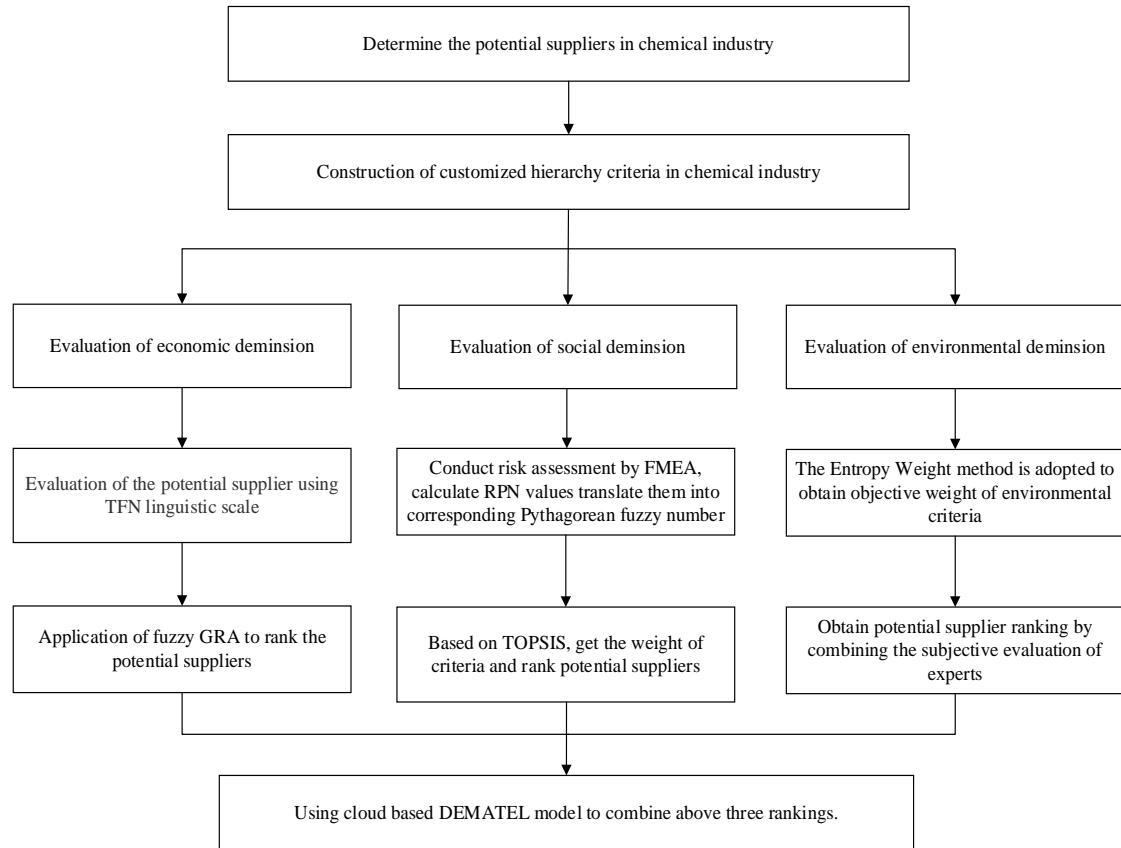 Determine the potential suppliers in chemical industry
Construction of customized hierarchy criteria in chemical industry
Evaluation of economic deminsion
Evaluation of social deminsion
Evaluation of environmental deminsion
Evaluation of the potential supplier using
TFN linguistic scale
Conduct risk assessment by FMEA,
calculate RPN values translate them into
corresponding Pythagorean fuzzy number
The Entropy Weight method is adopted to
obtain objective weight of environmental
criteria
Application of fuzzy GRA to rank the
potential suppliers
Based on TOPSIS, get the weight of
criteria and rank potential suppliers
Obtain potential supplier ranking by
combining the subjective evaluation of
experts
Using cloud based DEMATEL model to combine above three rankings.